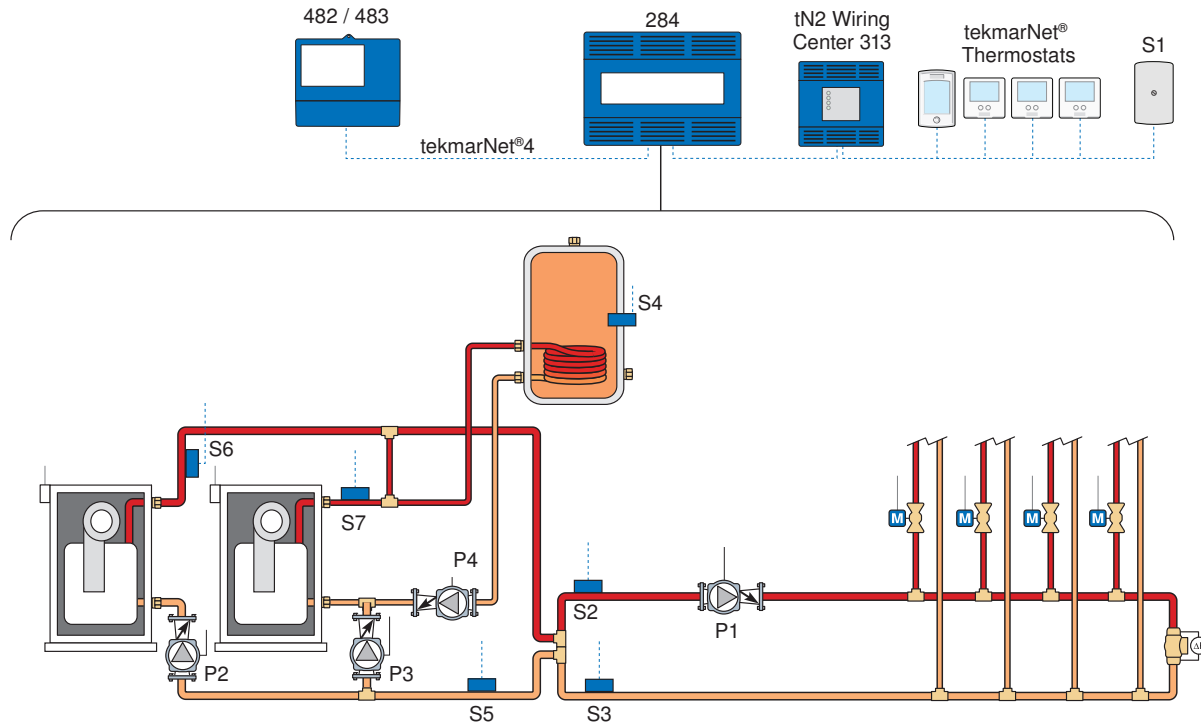 482 / 483
284
tN2 Wiring
Center 313
tekmarNet®
Thermostats
S1
tekmarNet®4
S4
S6
S7
P4
M
M
M
M
S2
P1
P2
P3
S5
S3